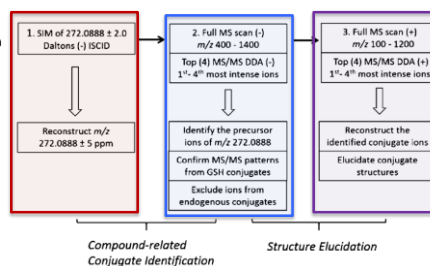 1. SIM of 272.0888 ± 2.0
Daltons (-) ISCID
Reconstruct m/z
272.0888 ± 5 ppm
2. Full MS scan (-)
m/z 400 - 1400
Top (4) MS/MS DDA (-)
1st- 4th most intense ions
Identify the precursor
ions of m/z 272.0888
Confirm MS/MS patterns
from GSH conjugates
Exclude ions from
endogenous conjugates
3. Full MS scan (+)
m/z 100 - 1200
Top (4) MS/MS DDA (+)
1st- 4th most intense ions
Reconstruct the
identified conjugate ions
Elucidate conjugate
structures
Compound-related
Conjugate Identification
Structure Elucidation